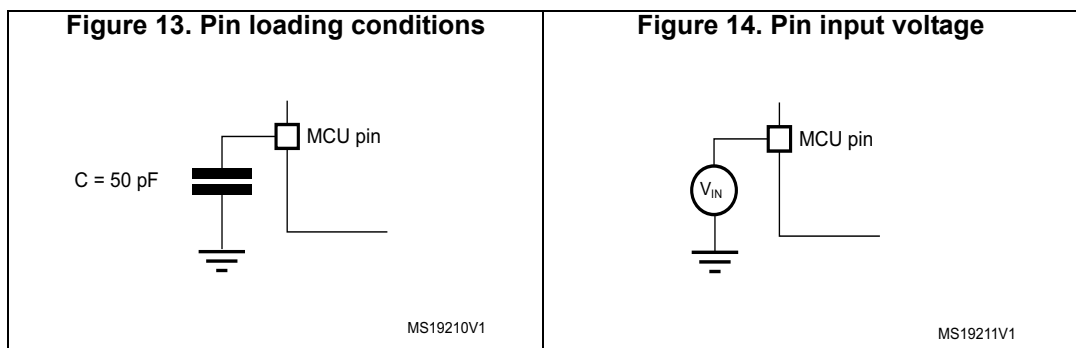 Figure 13. Pin loading conditions
MCU pin
C = 50 pF
MS19210V1
Figure 14. Pin input voltage
MCU pin
VIN
MS19211V1